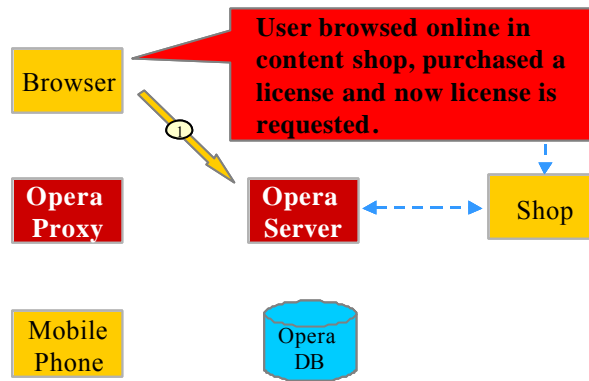 User browsed online in
content shop, purchased a
license and now license is
requested.
Browser
1
Opera
Proxy
Opera
Server
Shop
Mobile
Phone
Opera
DB